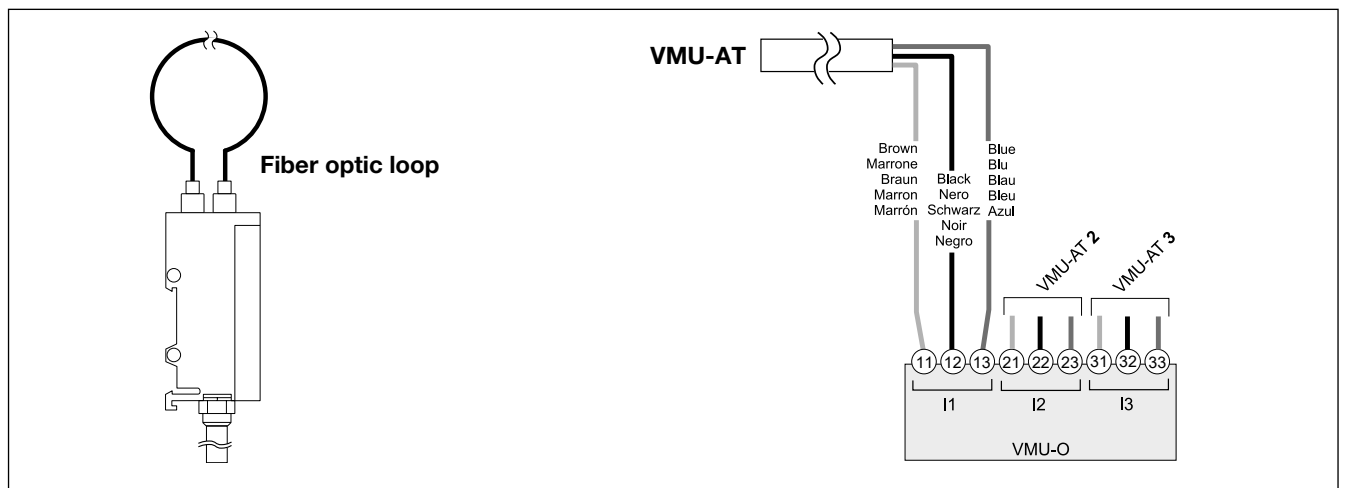 Fiber optic loop
VMU-AT
Brown
Marrone
Braun
Marron
Marrón
Black
Nero
Schwarz
Noir
Negro
Blue
Blu
Blau
Bleu
Azul
VMU-AT 2
VMU-AT 3
11 12 13 21 22 23 31 32 33
I1 I2 I3
VMU-O